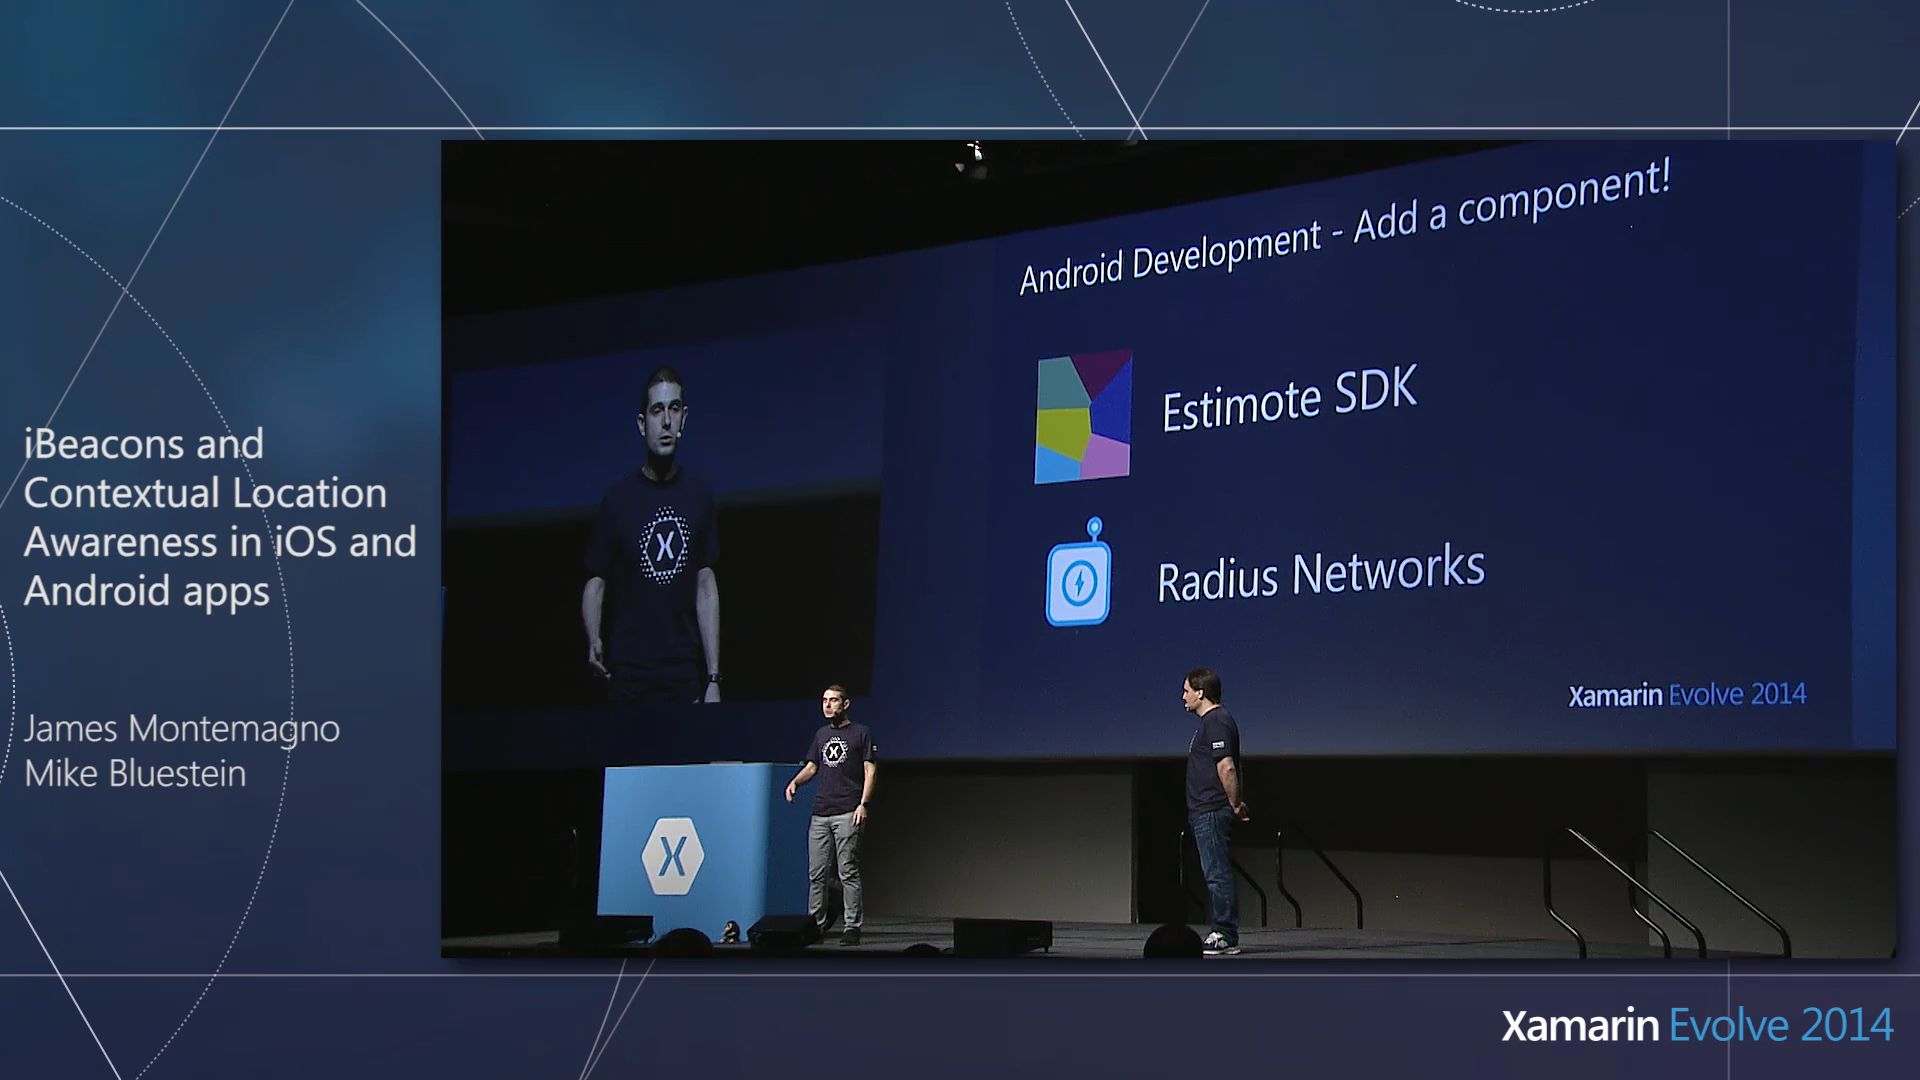 iBeacons and
Contextual Location
Awareness in iOS and
Android apps
James Montemagno
Mike Bluestein
Android Development - Add a component!
Estimote SDK
Radius Networks
Xamarin Evolve 2014
X
X
X
Xamarin Evolve 2014